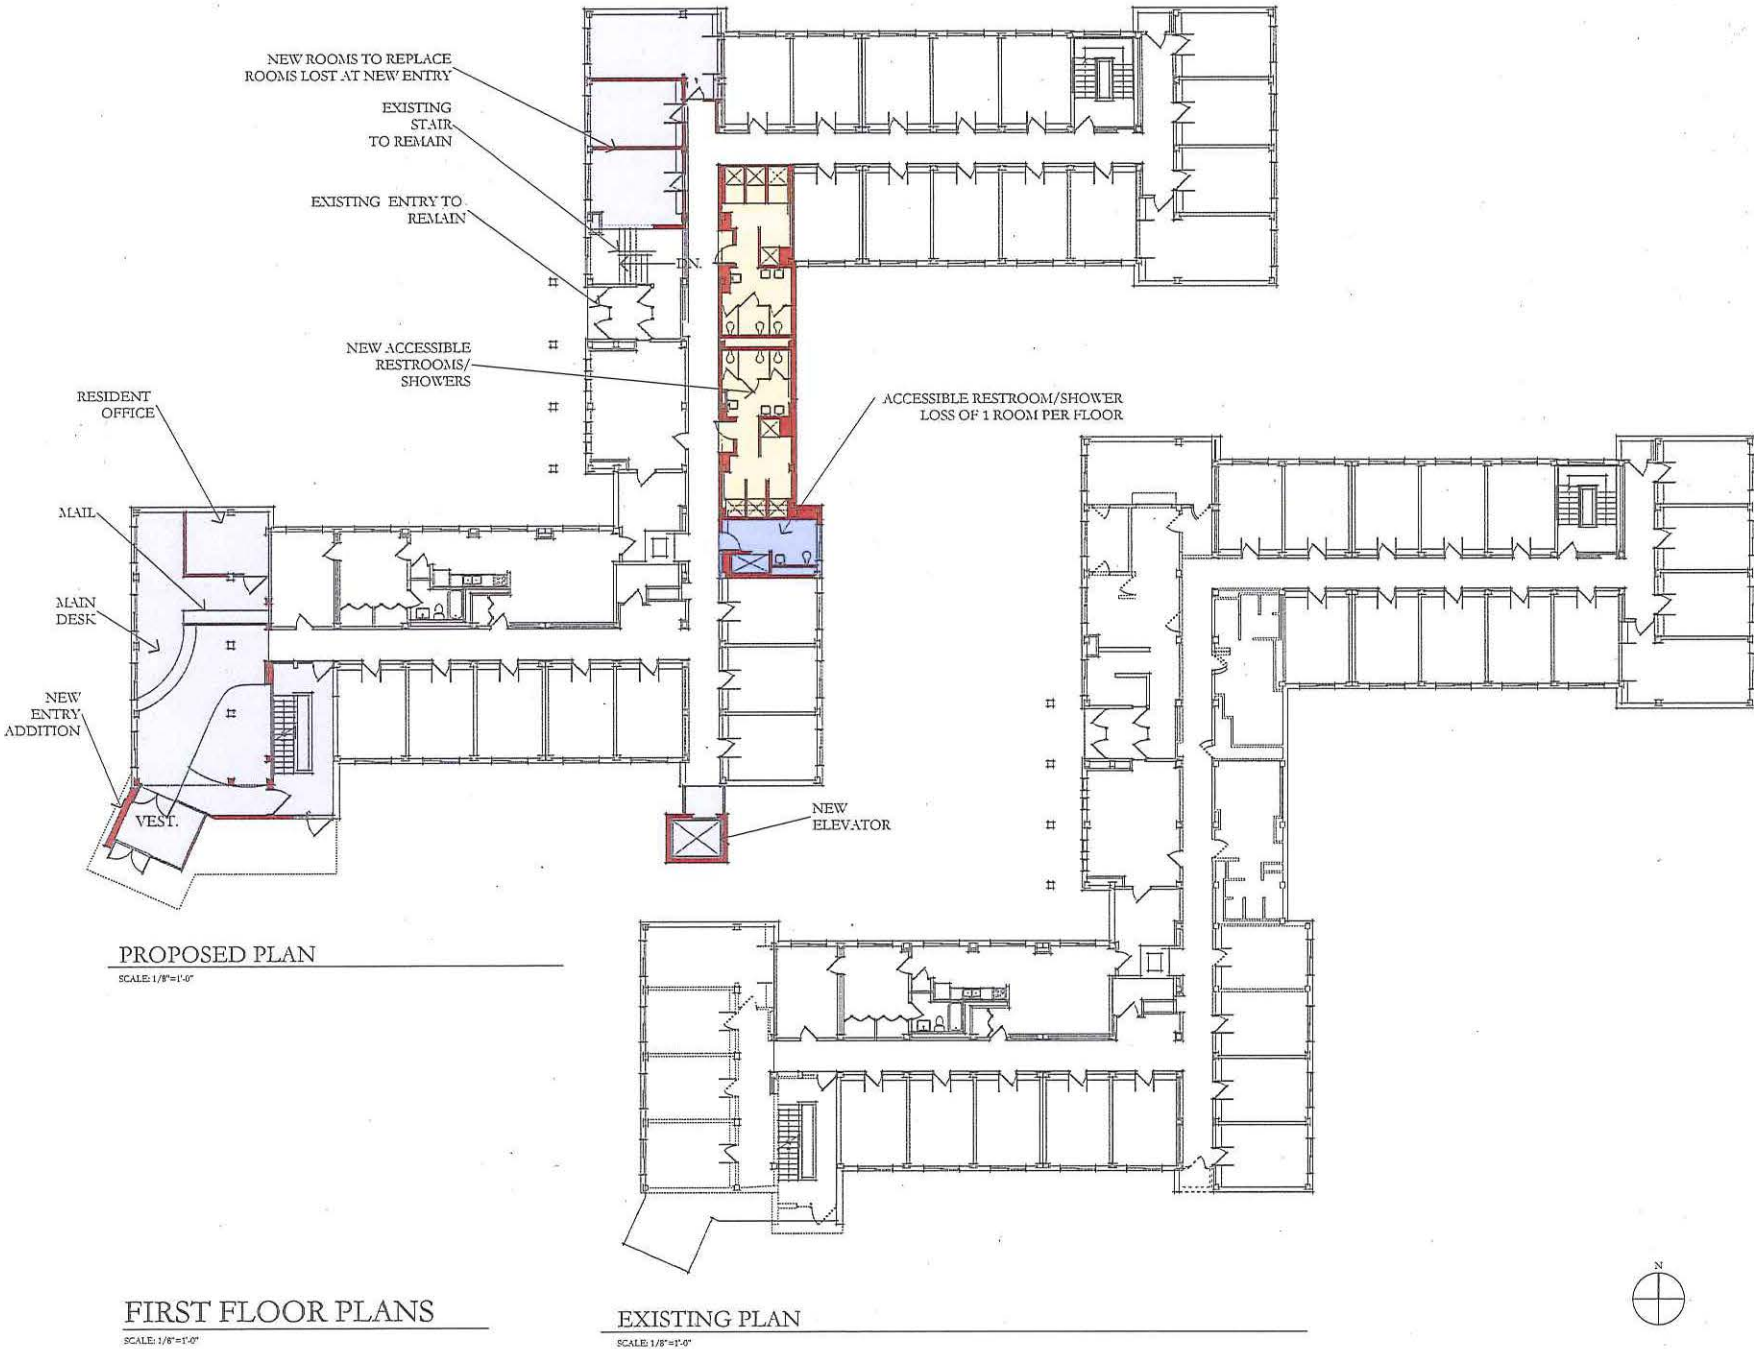 NEW ROOMS TO REPLACE
ROOMS LOST AT NEW ENTRY
EXISTING
STAIR
TO REMAIN
EXISTING ENTRY TO
REMAIN
DN.
NEW ACCESSIBLE
RESTROOMS/
SHOWERS
ACCESSIBLE RESTROOM/SHOWER
LOSS OF 1 ROOM PER FLOOR
RESIDENT
OFFICE
MAIL
MAIN
DESK
NEW
ENTRY
ADDITION
VEST.
NEW
ELEVATOR
PROPOSED PLAN
SCALE: 1/8"=1'-0"
FIRST FLOOR PLANS
SCALE: 1/8"=1'-0"
EXISTING PLAN
SCALE: 1/8"=1'-0"
N